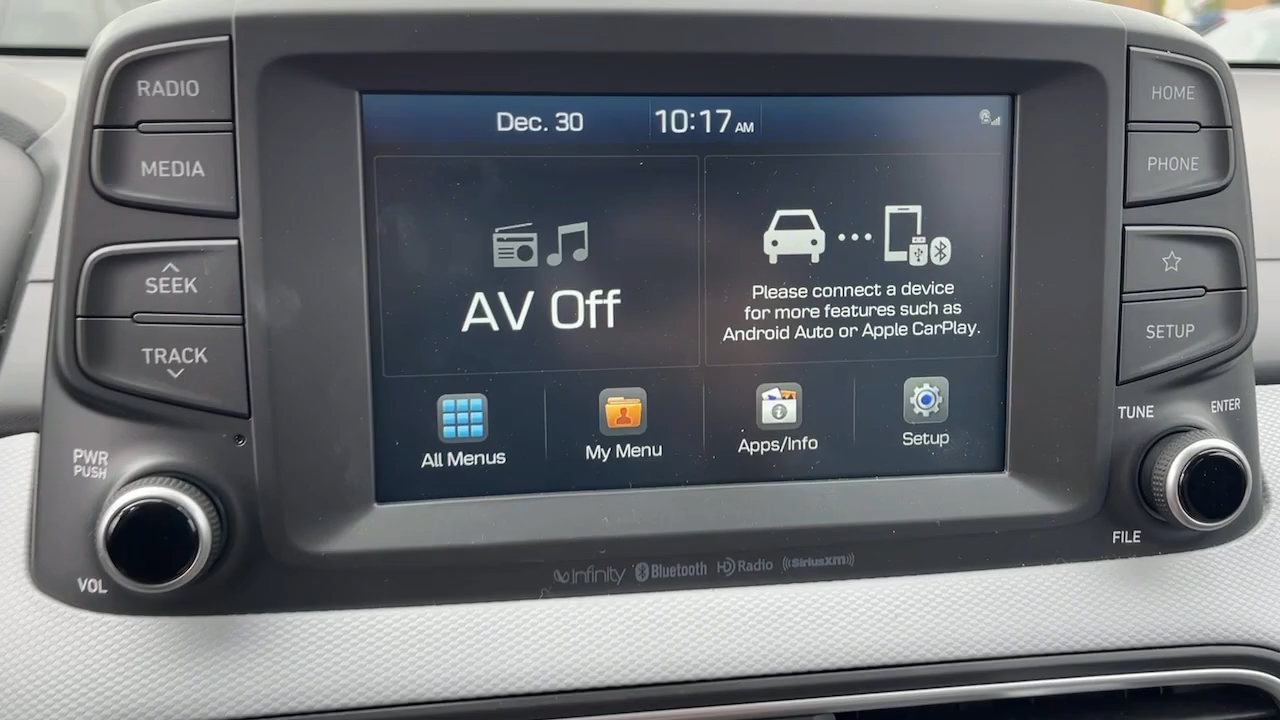 RADIO
MEDIA
SEEK
TRACK
PWR
PUSH
VOL
Dec. 30
10:17 AM
AV Off
Please connect a device
for more features such as
Android Auto or Apple CarPlay.
All Menus
My Menu
Apps/Info
Setup
Infinity Bluetooth HD Radio SiriusXM
HOME
PHONE
SETUP
TUNE
ENTER
FILE